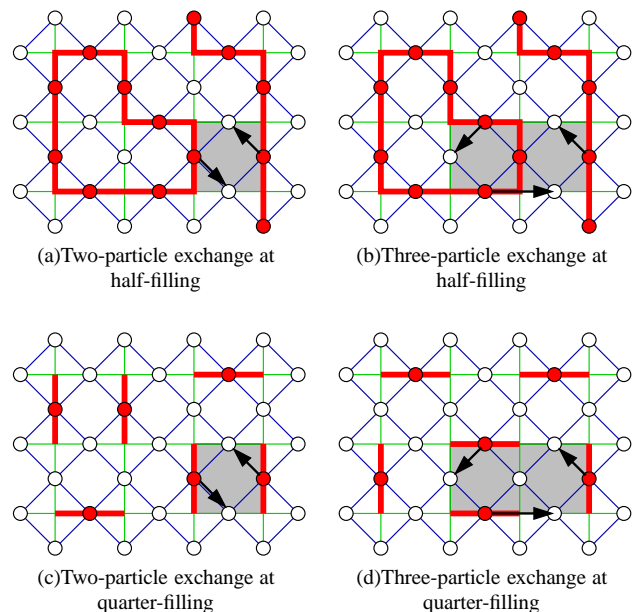 (a)Two-particle exchange at
half-filling
(b)Three-particle exchange at
half-filling
(c)Two-particle exchange at
quarter-filling
(d)Three-particle exchange at
quarter-filling